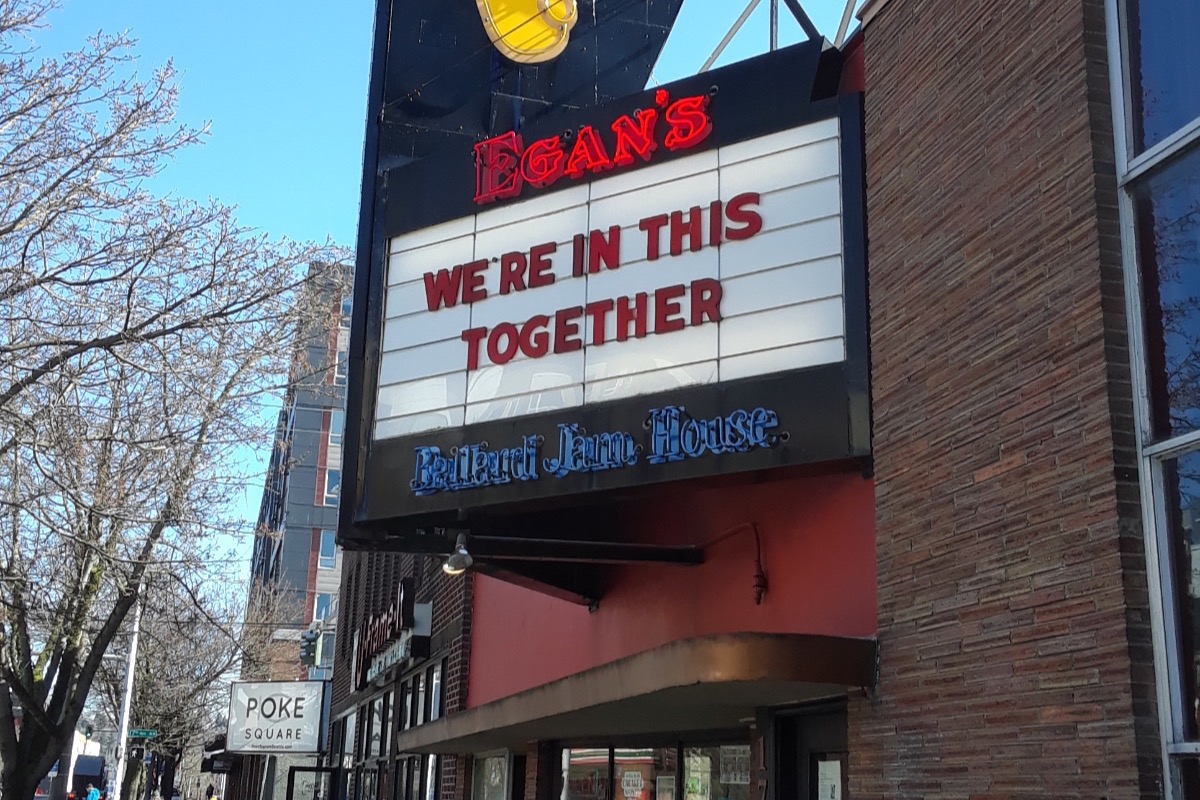 EGAN'S
WE'RE IN THIS
TOGETHER
Ballard Jam House
POKE
SQUARE